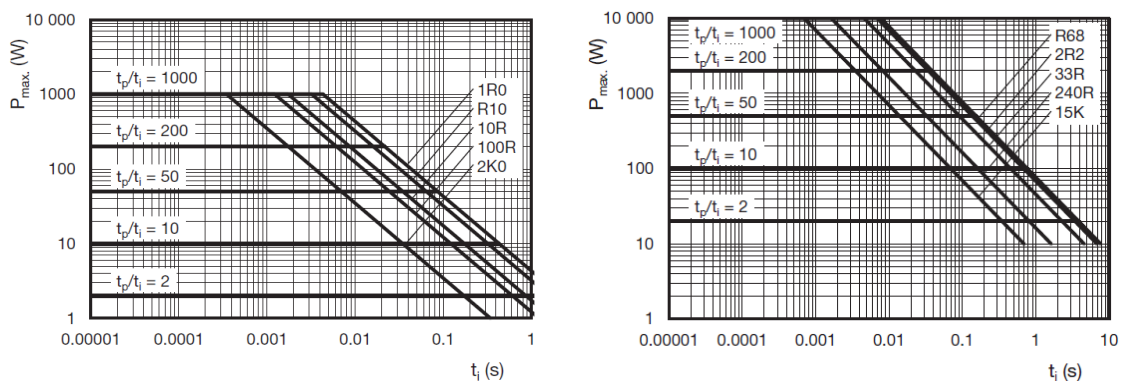 10 000
P max. (W)
1000
100
10
1
tp/ti = 1000
tp/ti = 200
tp/ti = 50
tp/ti = 10
tp/ti = 2
1R0
R10
10R
100R
2K0
0.00001 0.0001 0.001 0.01 0.1 1
ti (s)
10 000
P max. (W)
1000
100
10
1
tp/ti = 1000
tp/ti = 200
tp/ti = 50
tp/ti = 10
tp/ti = 2
R68
2R2
33R
240R
15K
0.00001 0.0001 0.001 0.01 0.1 1 10
ti (s)